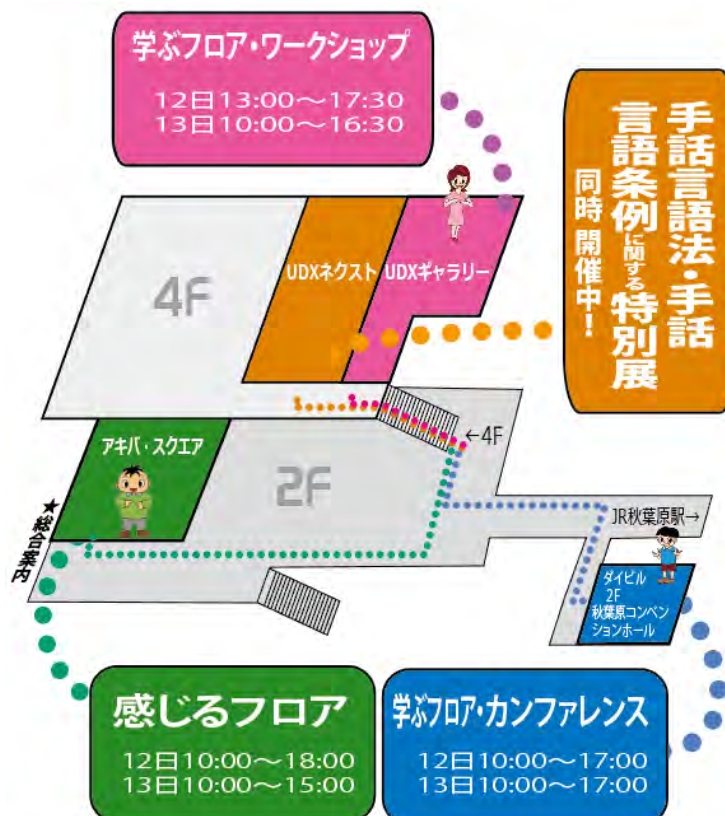 学ぶフロア・ワークショップ
12日13:00～17:30
13日10:00～16:30
手話言語法・手話
言語条例に関する特別展
同時開催中！
4F
UDXネクスト
UDXギャラリー
アキバ・スクエア
2F
←4F
★総合案内
JR秋葉原駅→
ダイビル
2F
秋葉原コンベン
ションホール
感じるフロア
12日10:00～18:00
13日10:00～15:00
学ぶフロア・カンファレンス
12日10:00～17:00
13日10:00～17:00